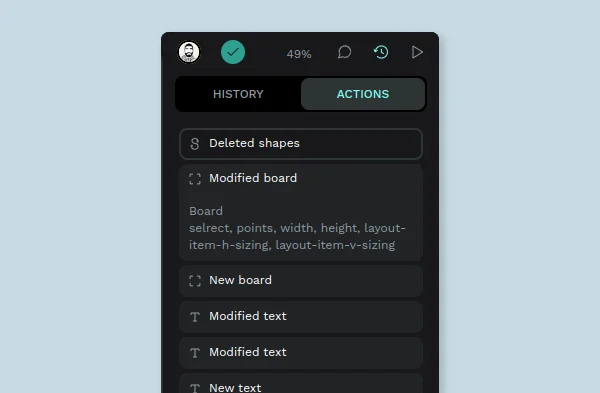 49%
HISTORY
ACTIONS
Deleted shapes
Modified board
Board
selrect, points, width, height, layout-
item-h-sizing, layout-item-v-sizing
New board
Modified text
Modified text
New text